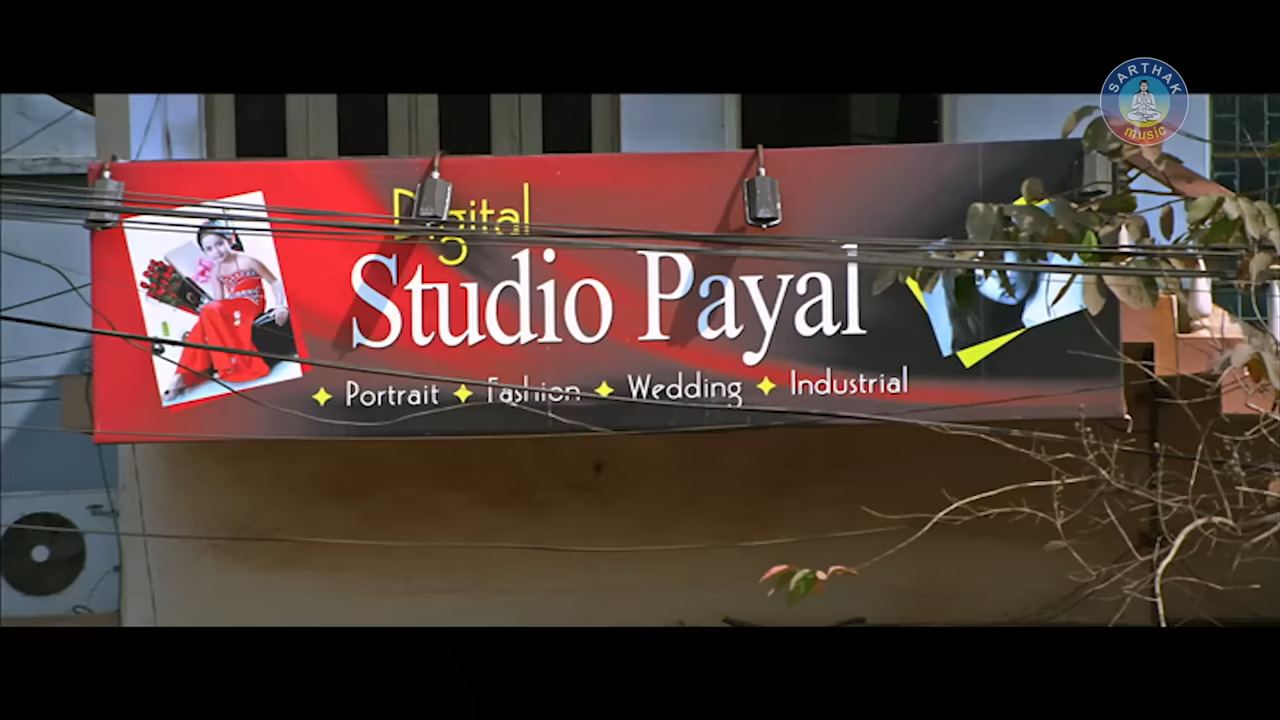 SARTHAK
music
Digital
Studio Payal
Portrait Fashion Wedding Industrial